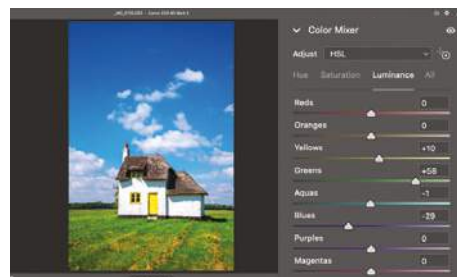 Color Mixer
Adjust HSL
Hue Saturation Luminance All
Reds 0
Oranges 0
Yellows +10
Greens +58
Aquas -1
Blues -29
Purples 0
Magentas 0